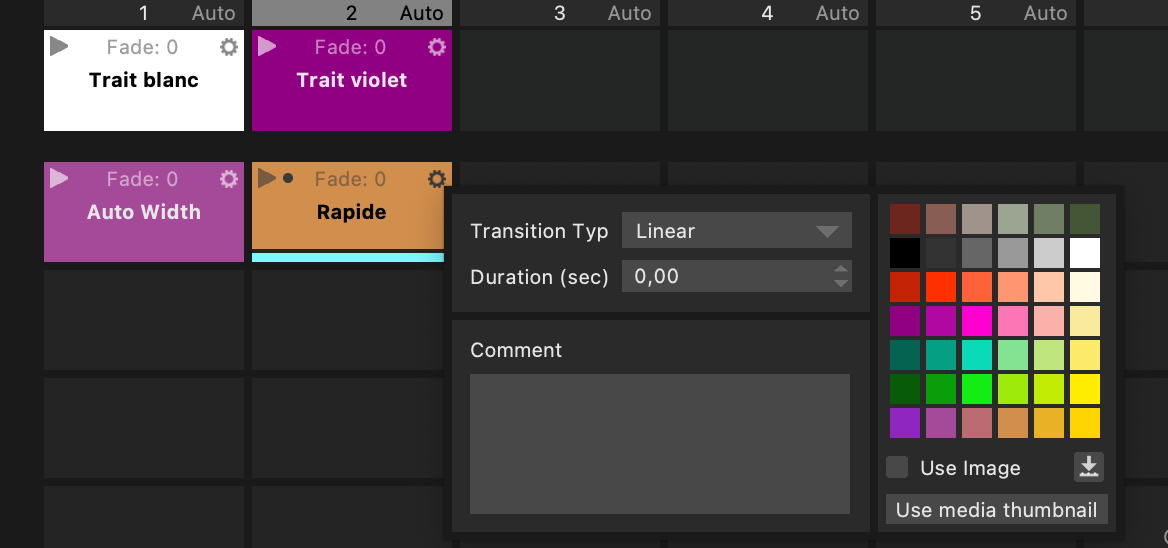 1 Auto 2 Auto 3 Auto 4 Auto 5 Auto
Fade: 0 Fade: 0
Trait blanc Trait violet
Fade: 0 Fade: 0
Auto Width Rapide
Transition Typ Linear
Duration (sec) 0,00
Comment
Use Image
Use media thumbnail